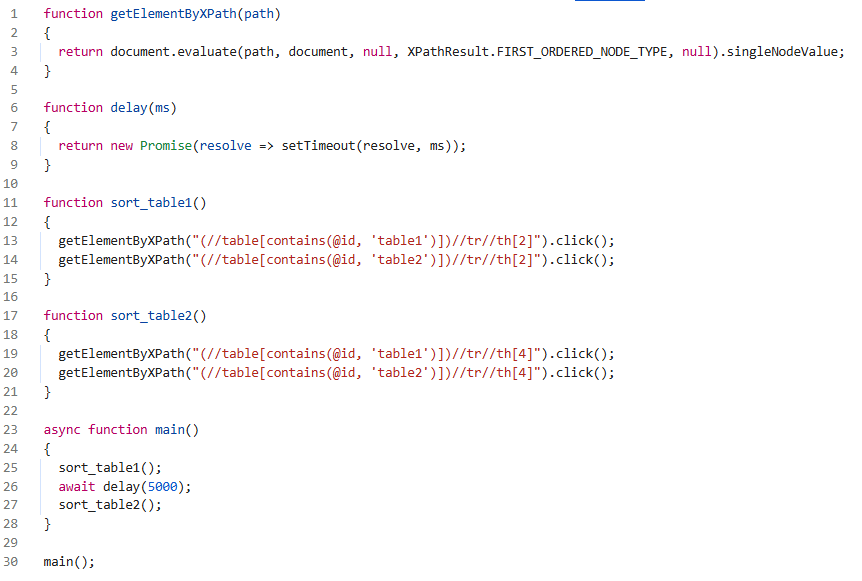 1 function getElementByXPath(path)
2 {
3 return document.evaluate(path, document, null, XPathResult.FIRST_ORDERED_NODE_TYPE, null).singleNodeValue;
4 }
5
6 function delay(ms)
7 {
8 return new Promise(resolve => setTimeout(resolve, ms));
9 }
10
11 function sort_table1()
12 {
13 getElementByXPath("(//table[contains(@id, 'table1')])//tr//th[2]").click();
14 getElementByXPath("(//table[contains(@id, 'table2')])//tr//th[2]").click();
15 }
16
17 function sort_table2()
18 {
19 getElementByXPath("(//table[contains(@id, 'table1')])//tr//th[4]").click();
20 getElementByXPath("(//table[contains(@id, 'table2')])//tr//th[4]").click();
21 }
22
23 async function main()
24 {
25 sort_table1();
26 await delay(5000);
27 sort_table2();
28 }
29
30 main();